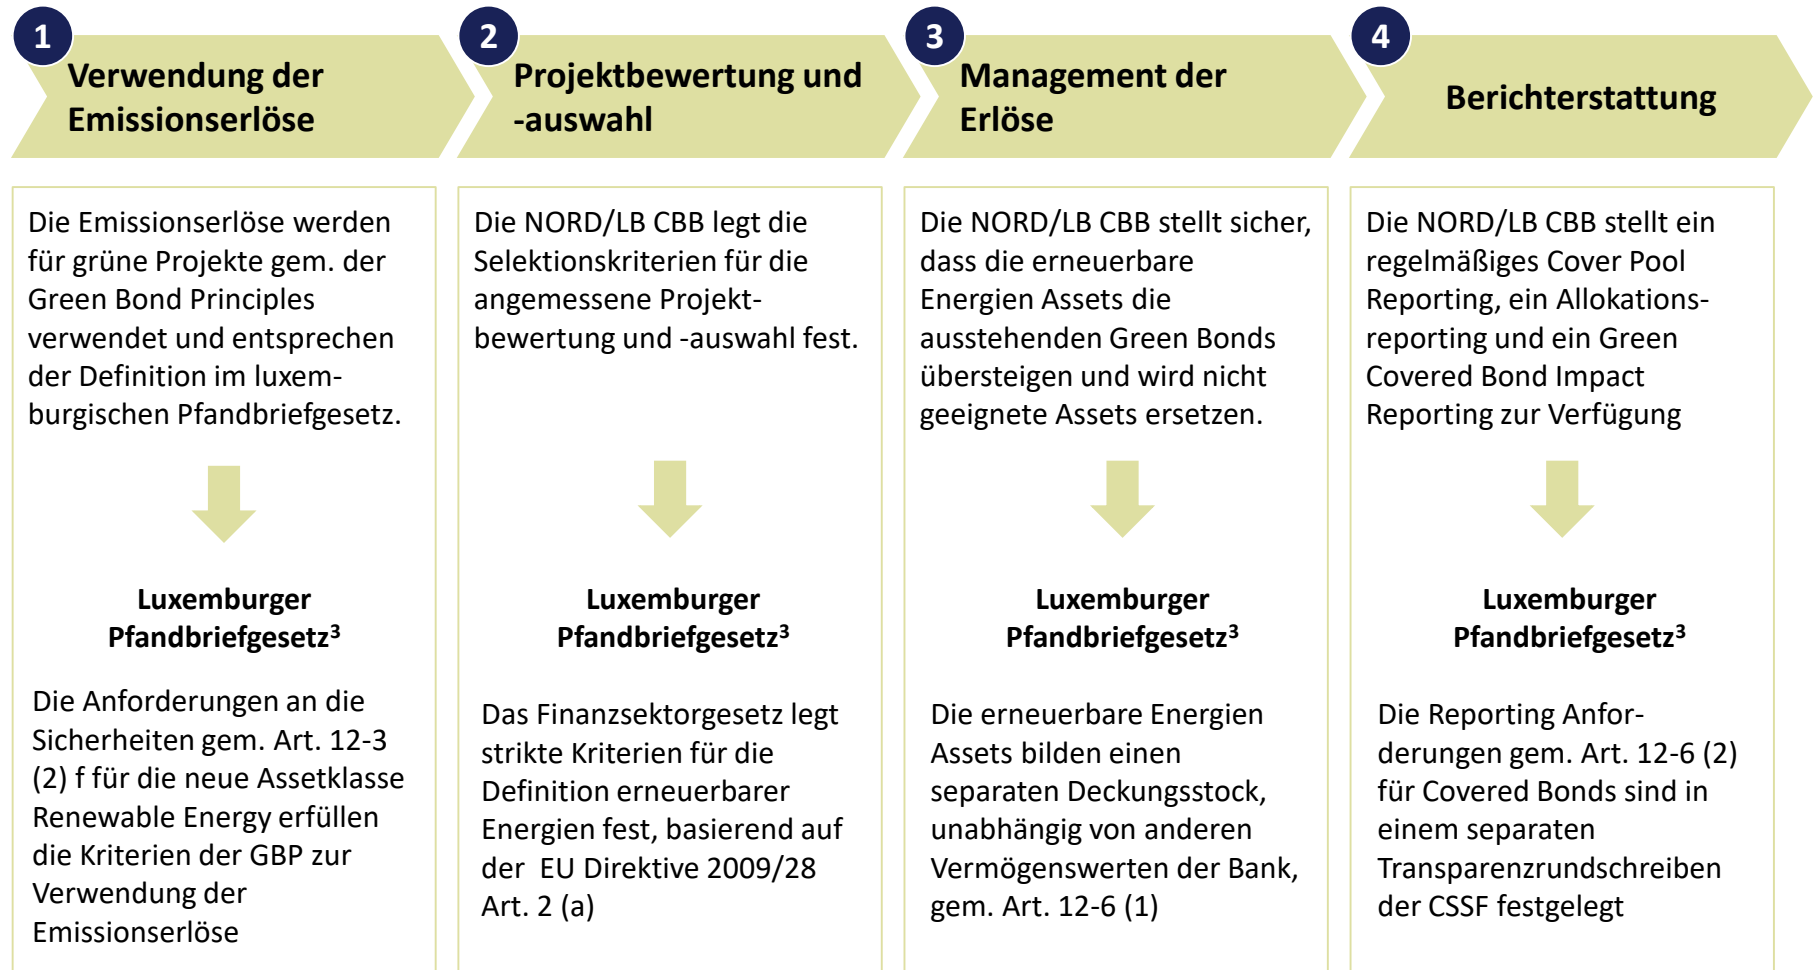 1
Verwendung der
Emissionserlöse
Die Emissionserlöse werden
für grüne Projekte gem. der
Green Bond Principles
verwendet und entsprechen
der Definition im luxem-
burgischen Pfandbriefgesetz.
Luxemburger
Pfandbriefgesetz³
Die Anforderungen an die
Sicherheiten gem. Art. 12-3
(2) f für die neue Assetklasse
Renewable Energy erfüllen
die Kriterien der GBP zur
Verwendung der
Emissionserlöse
2
Projektbewertung und
-auswahl
Die NORD/LB CBB legt die
Selektionskriterien für die
angemessene Projekt-
bewertung und -auswahl fest.
Luxemburger
Pfandbriefgesetz³
Das Finanzsektorgesetz legt
strikte Kriterien für die
Definition erneuerbarer
Energien fest, basierend auf
der EU Direktive 2009/28
Art. 2 (a)
3
Management der
Erlöse
Die NORD/LB CBB stellt sicher,
dass die erneuerbare
Energien Assets die
ausstehenden Green Bonds
übersteigen und wird nicht
geeignete Assets ersetzen.
Luxemburger
Pfandbriefgesetz³
Die erneuerbare Energien
Assets bilden einen
separaten Deckungsstock,
unabhängig von anderen
Vermögenswerten der Bank,
gem. Art. 12-6 (1)
4
Berichterstattung
Die NORD/LB CBB stellt ein
regelmäßiges Cover Pool
Reporting, ein Allokations-
reporting und ein Green
Covered Bond Impact
Reporting zur Verfügung
Luxemburger
Pfandbriefgesetz³
Die Reporting Anfor-
derungen gem. Art. 12-6 (2)
für Covered Bonds sind in
einem separaten
Transparenzrundschreiben
der CSSF festgelegt